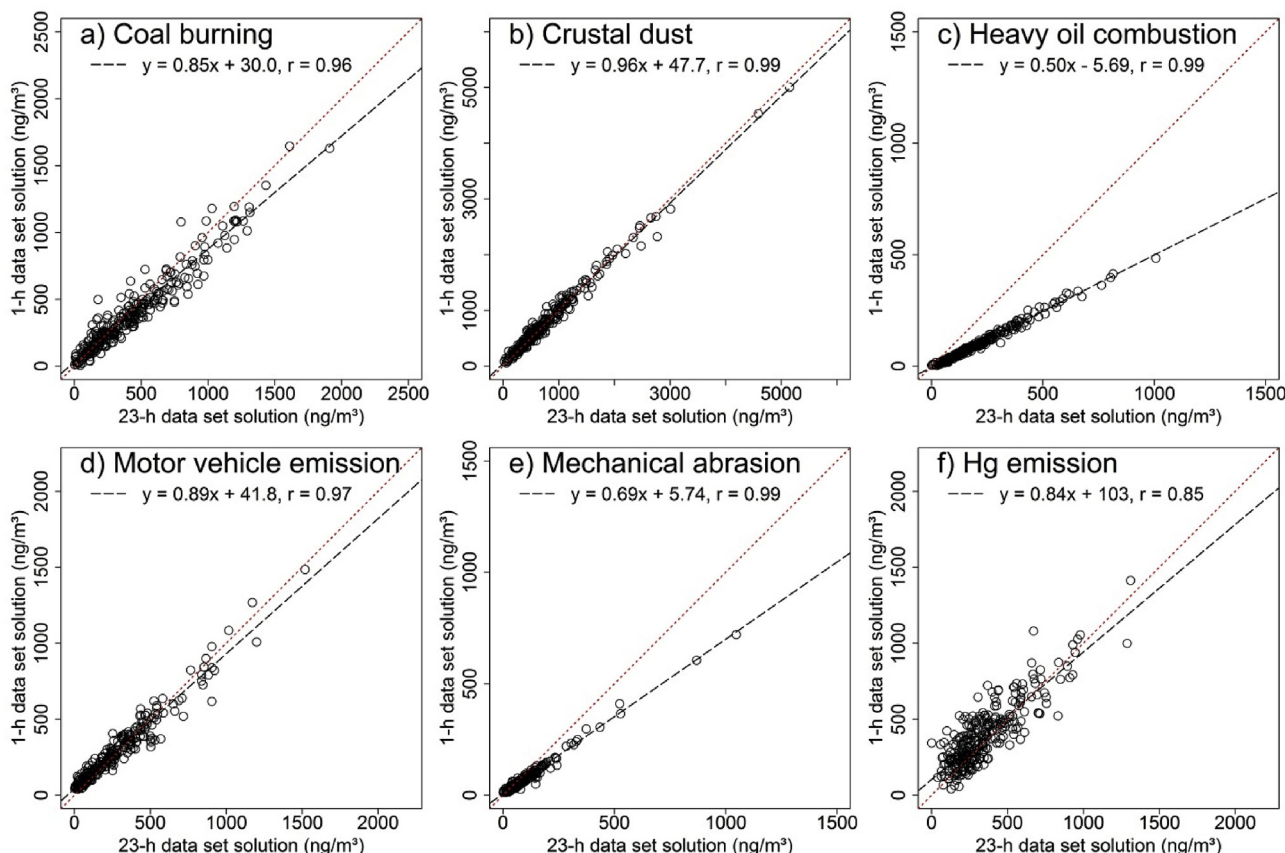 a) Coal burning
y = 0.85x + 30.0, r = 0.96
1-h data set solution (ng/m³)
0 500 1000 1500 2000 2500
0 500 1000 1500 2000 2500
23-h data set solution (ng/m³)
b) Crustal dust
y = 0.96x + 47.7, r = 0.99
1-h data set solution (ng/m³)
0 1000 3000 5000
0 1000 3000 5000
23-h data set solution (ng/m³)
c) Heavy oil combustion
y = 0.50x - 5.69, r = 0.99
1-h data set solution (ng/m³)
0 500 1000 1500
0 500 1000 1500
23-h data set solution (ng/m³)
d) Motor vehicle emission
y = 0.89x + 41.8, r = 0.97
1-h data set solution (ng/m³)
0 500 1000 1500 2000
0 500 1000 1500 2000
23-h data set solution (ng/m³)
e) Mechanical abrasion
y = 0.69x + 5.74, r = 0.99
1-h data set solution (ng/m³)
0 500 1000 1500
0 500 1000 1500
23-h data set solution (ng/m³)
f) Hg emission
y = 0.84x + 103, r = 0.85
1-h data set solution (ng/m³)
0 500 1000 1500 2000
0 500 1000 1500 2000
23-h data set solution (ng/m³)